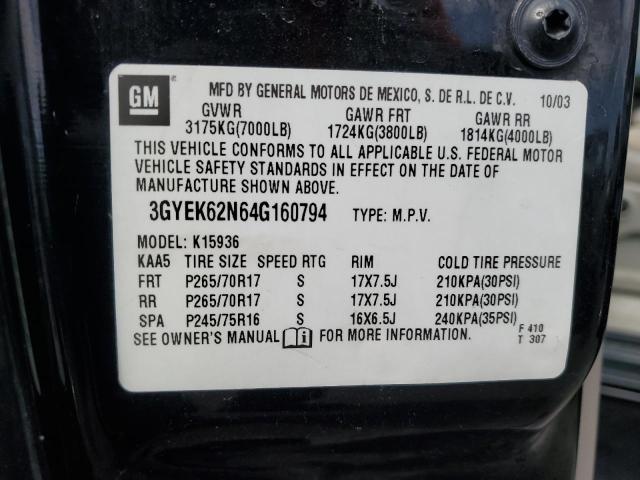 GM
MFD BY GENERAL MOTORS DE MEXICO, S. DE R.L. DE C.V. 10/03
GVWR GAWR FRT GAWR RR
3175KG(7000LB) 1724KG(3800LB) 1814KG(4000LB)
THIS VEHICLE CONFORMS TO ALL APPLICABLE U.S. FEDERAL MOTOR
VEHICLE SAFETY STANDARDS IN EFFECT ON THE DATE OF
MANUFACTURE SHOWN ABOVE.
3GYEK62N64G160794 TYPE: M.P.V.
MODEL: K15936
KAA5 TIRE SIZE SPEED RTG RIM COLD TIRE PRESSURE
FRT P265/70R17 S 17X7.5J 210KPA(30PSI)
RR P265/70R17 S 17X7.5J 210KPA(30PSI)
SPA P245/75R16 S 16X6.5J 240KPA(35PSI)
SEE OWNER'S MANUAL FOR MORE INFORMATION.
F 410
T 307